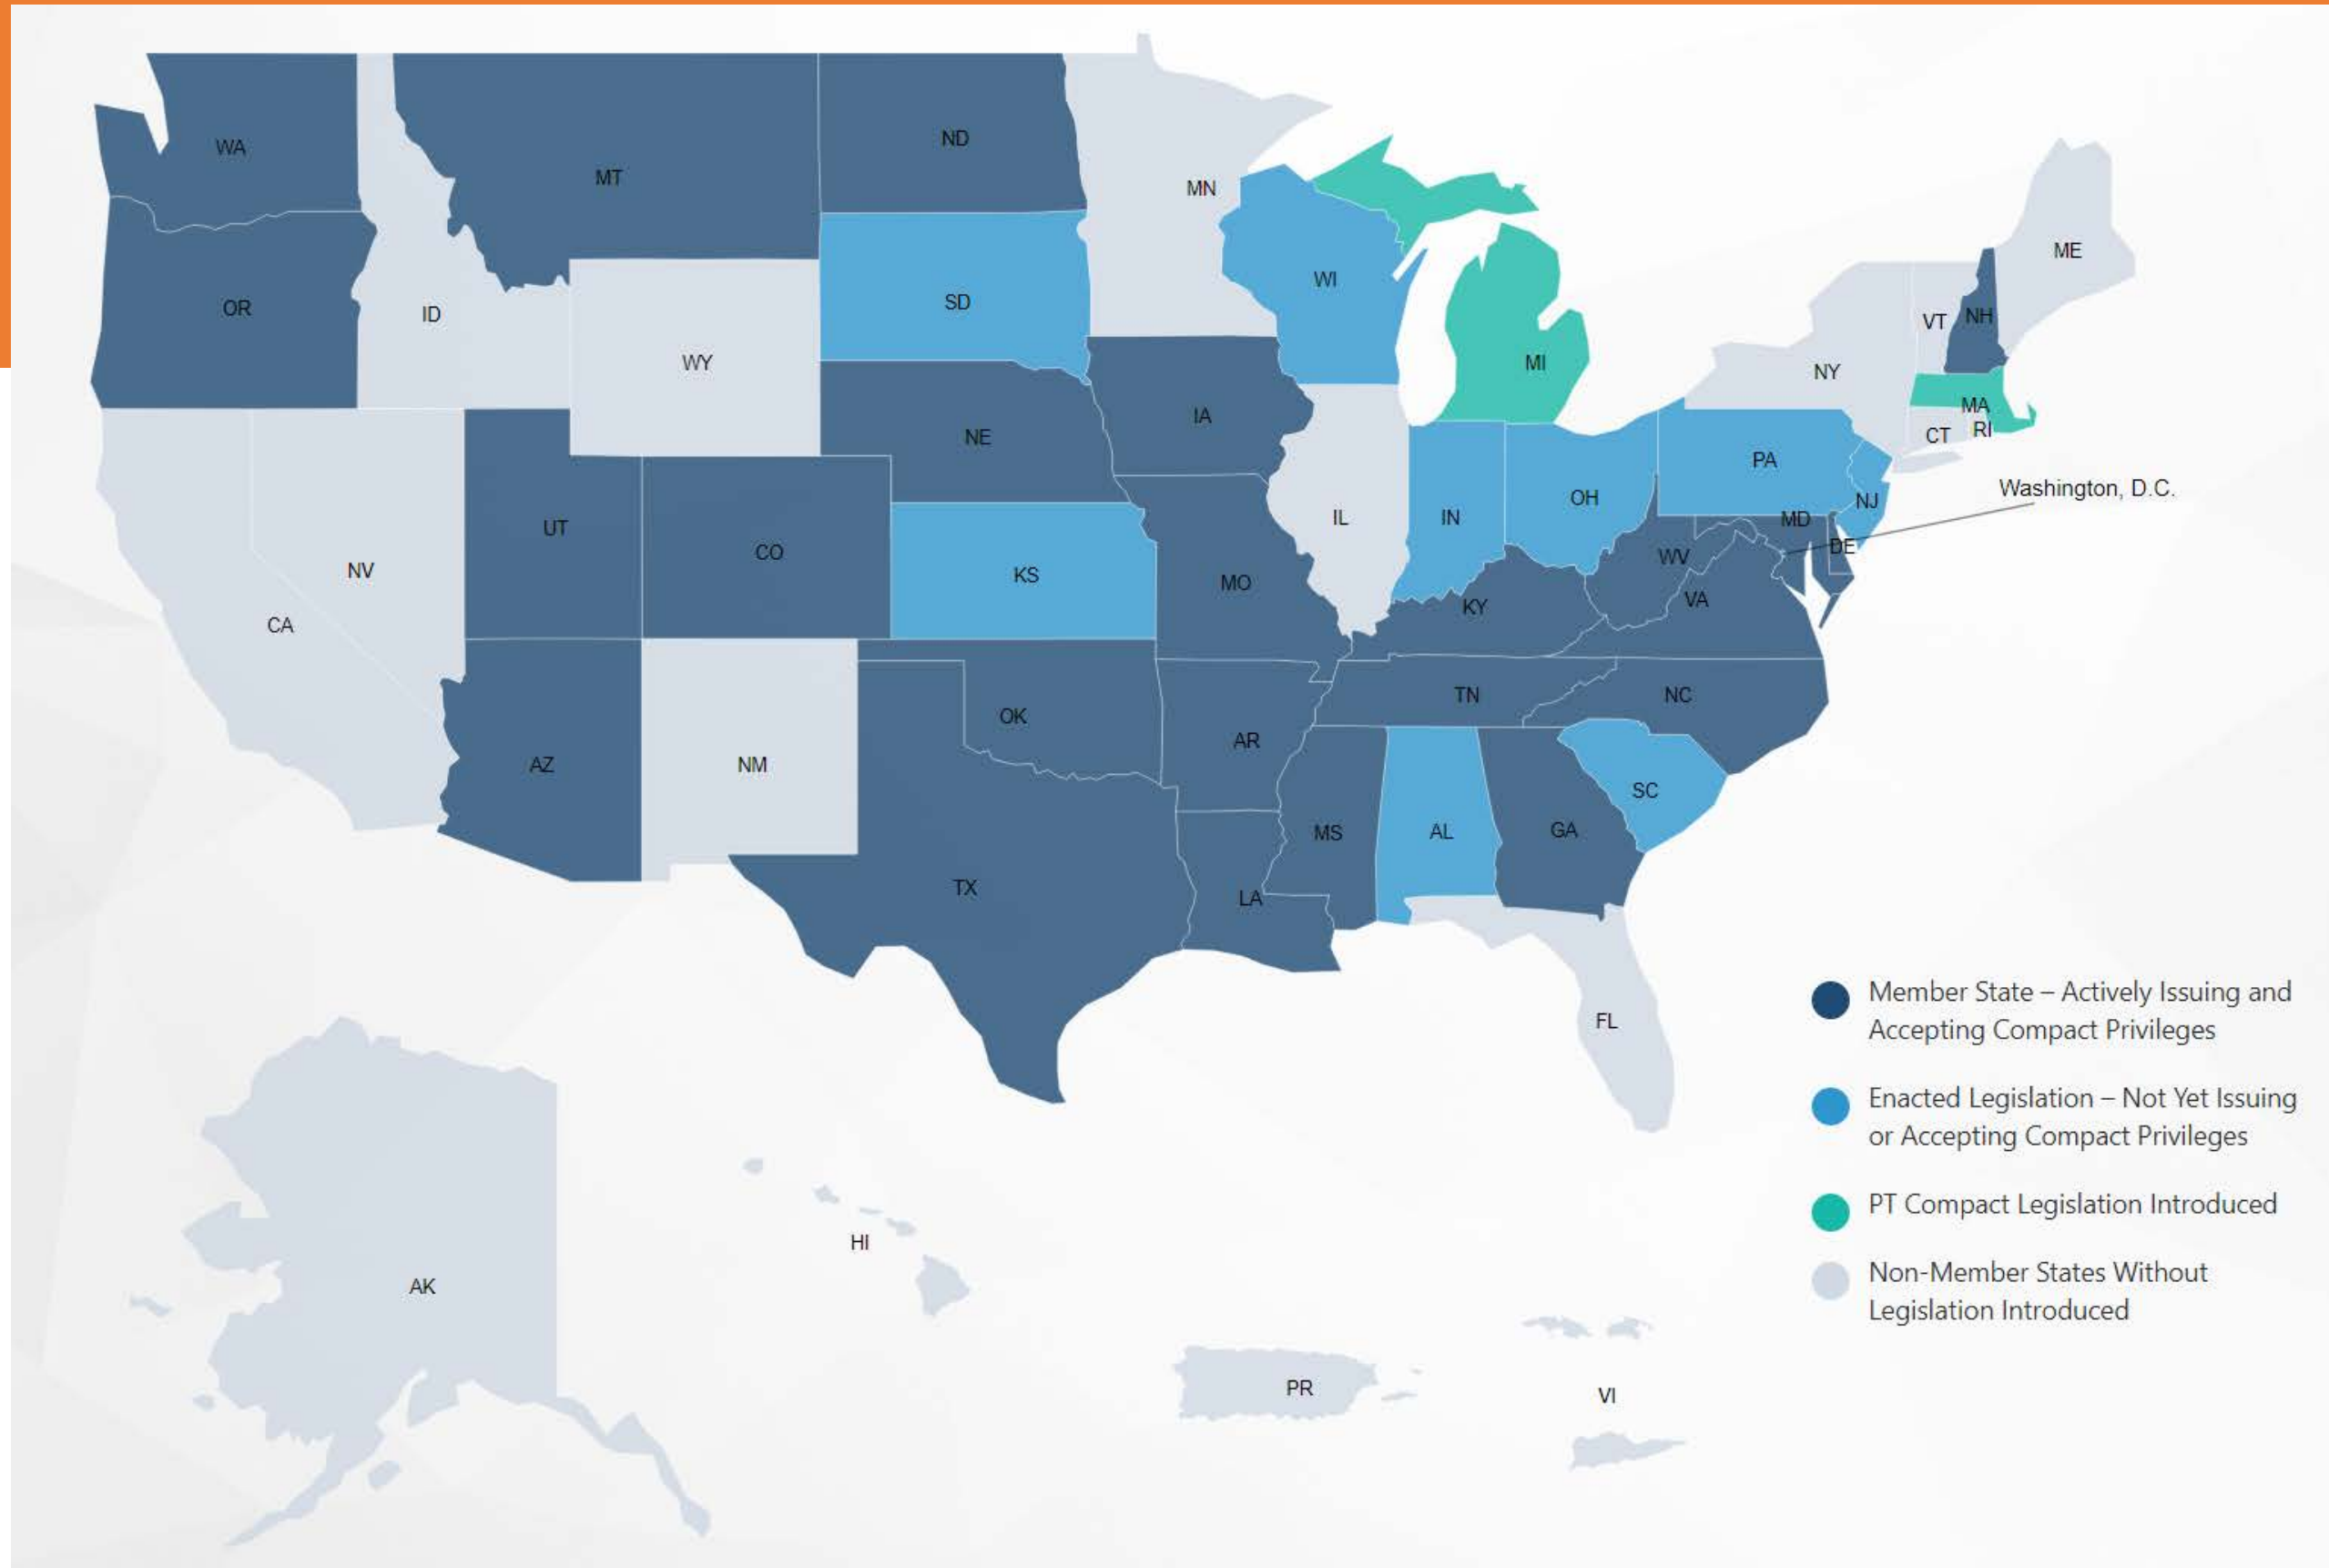 WA
MT
ND
MN
OR
ID
WY
SD
WI
MI
ME
VT
NH
NY
MA
CT
RI
NE
IA
PA
NJ
Washington, D.C.
NV
UT
CO
KS
MO
IL
IN
OH
WV
MD
DE
VA
KY
CA
AZ
NM
OK
AR
TN
NC
TX
LA
MS
AL
GA
SC
FL
Member State – Actively Issuing and
Accepting Compact Privileges
Enacted Legislation – Not Yet Issuing
or Accepting Compact Privileges
PT Compact Legislation Introduced
Non-Member States Without
Legislation Introduced
AK
HI
PR
VI